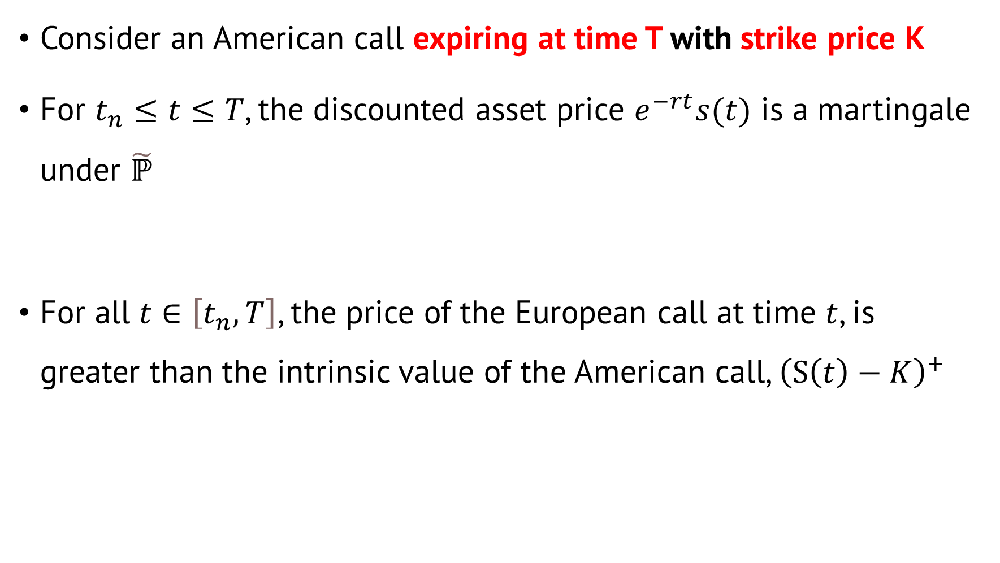 • Consider an American call expiring at time T with strike price K
• For $t_n \leq t \leq T$, the discounted asset price $e^{-rt}s(t)$ is a martingale
under $\widetilde{\mathbb{P}}$
• For all $t \in [t_n, T]$, the price of the European call at time $t$, is
greater than the intrinsic value of the American call, $(\mathrm{S}(t) - K)^+$